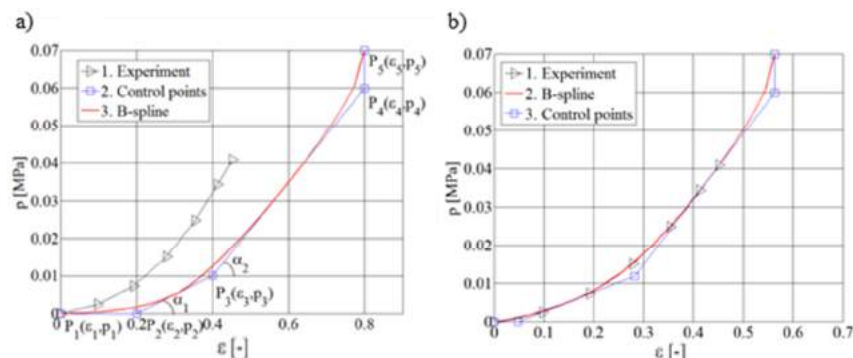 a)
0.07
0.06
0.05
0.04
0.03
0.02
0.01
0
p [MPa]
1. Experiment
2. Control points
3. B-spline
P5(ε5,p5)
P4(ε4,p4)
α2
P3(ε3,p3)
α1
P1(ε1,p1)
P2(ε2,p2)
0.2 0.4 0.6 0.8
ε [-]
b)
0.07
0.06
0.05
0.04
0.03
0.02
0.01
0
p [MPa]
1. Experiment
2. B-spline
3. Control points
0 0.1 0.2 0.3 0.4 0.5 0.6 0.7
ε [-]